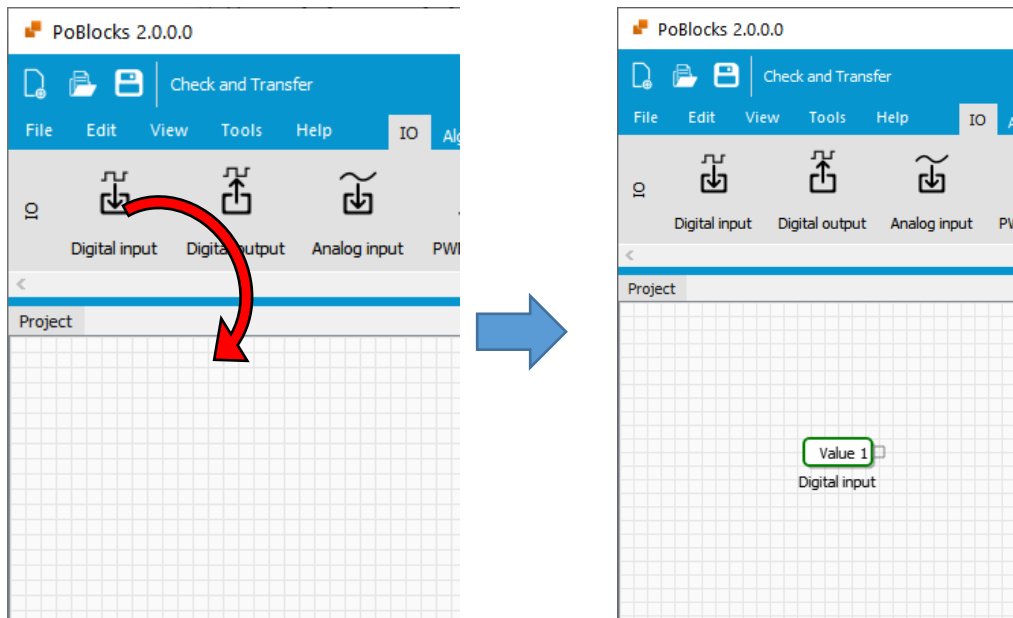 PoBlocks 2.0.0.0
Check and Transfer
File Edit View Tools Help IO
IO
Digital input Digital output Analog input
Project
PoBlocks 2.0.0.0
Check and Transfer
File Edit View Tools Help IO
IO
Digital input Digital output Analog input
Project
Value 1
Digital input